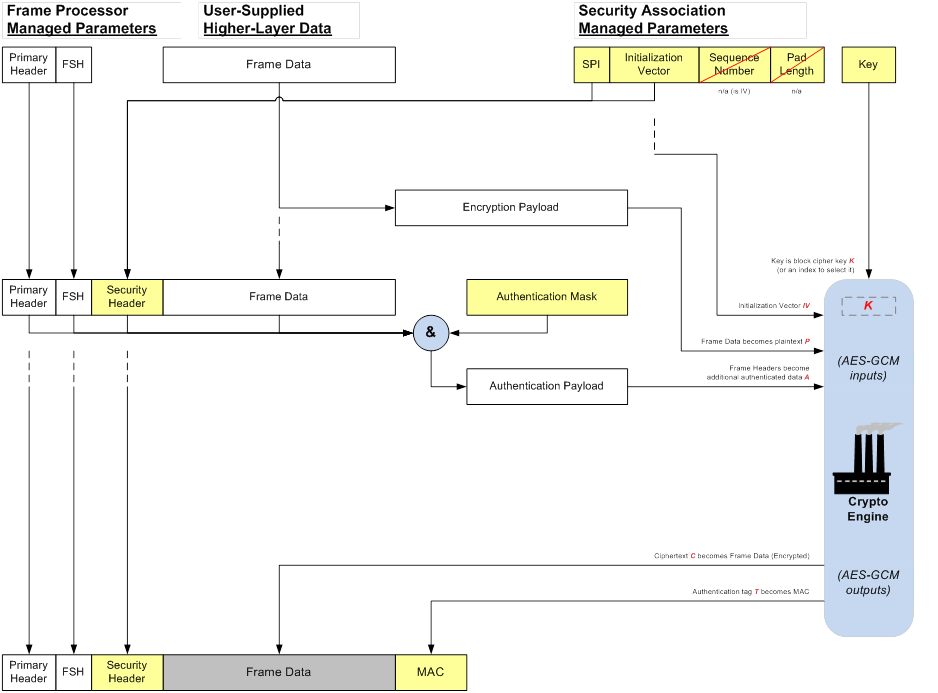 Frame Processor
Managed Parameters
User-Supplied
Higher-Layer Data
Security Association
Managed Parameters
Primary
Header
FSH
Frame Data
SPI
Initialization
Vector
Sequence
Number
Pad
Length
Key
n/a (is IV)
n/a
Encryption Payload
Key is block cipher key K
(or an index to select it)
Primary
Header
FSH
Security
Header
Frame Data
Authentication Mask
Initialization Vector IV
K
&
Frame Data becomes plaintext P
(AES-GCM
inputs)
Frame Headers become
additional authenticated data A
Authentication Payload
Crypto
Engine
Ciphertext C becomes Frame Data (Encrypted)
(AES-GCM
outputs)
Authentication tag T becomes MAC
Primary
Header
FSH
Security
Header
Frame Data
MAC